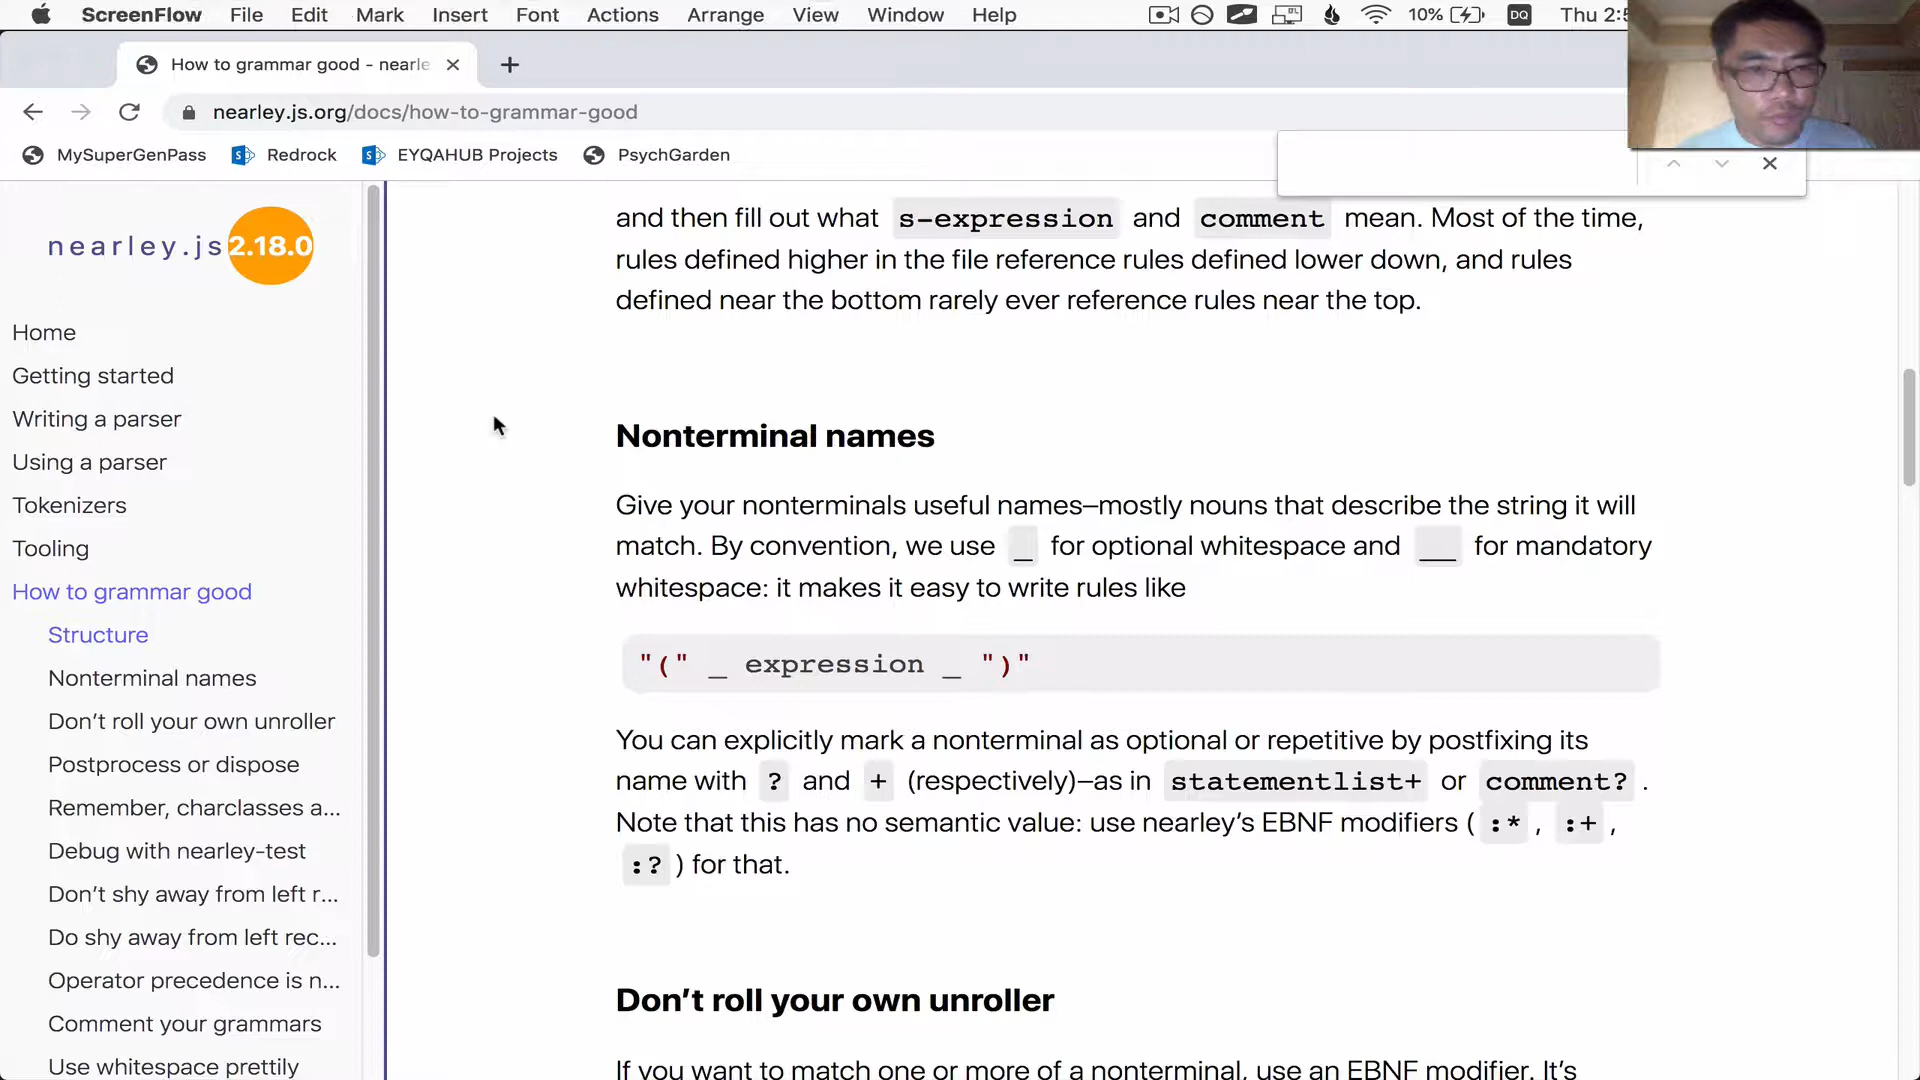 ScreenFlow File Edit Mark Insert Font Actions Arrange View Window Help 10% DQ Thu 2:5
How to grammar good - nearle
nearley.js.org/docs/how-to-grammar-good
MySuperGenPass Redrock EYQAHUB Projects PsychGarden
nearley.js 2.18.0
Home
Getting started
Writing a parser
Using a parser
Tokenizers
Tooling
How to grammar good
Structure
Nonterminal names
Don’t roll your own unroller
Postprocess or dispose
Remember, charclasses a...
Debug with nearley-test
Don’t shy away from left r...
Do shy away from left rec...
Operator precedence is n...
Comment your grammars
Use whitespace prettily
and then fill out what s-expression and comment mean. Most of the time,
rules defined higher in the file reference rules defined lower down, and rules
defined near the bottom rarely ever reference rules near the top.
Nonterminal names
Give your nonterminals useful names–mostly nouns that describe the string it will
match. By convention, we use _ for optional whitespace and __ for mandatory
whitespace: it makes it easy to write rules like
"(" _ expression _ ")"
You can explicitly mark a nonterminal as optional or repetitive by postfixing its
name with ? and + (respectively)–as in statementlist+ or comment? .
Note that this has no semantic value: use nearley’s EBNF modifiers ( :* , :+ ,
:? ) for that.
Don’t roll your own unroller
If you want to match one or more of a nonterminal, use an EBNF modifier. It’s